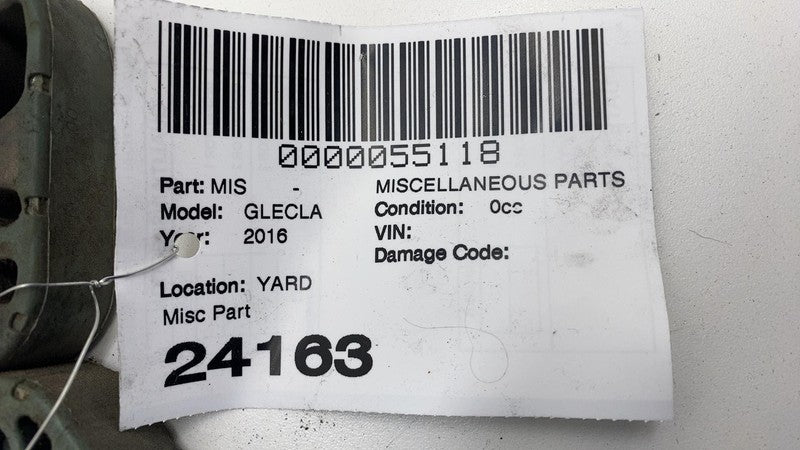 0000055118
Part: MIS - MISCELLANEOUS PARTS
Model: GLECLA Condition: 0cc
Year: 2016 VIN:
Damage Code:
Location: YARD
Misc Part
24163